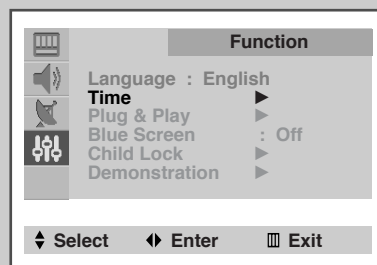 Function
Language : English
Time ►
Plug & Play ►
Blue Screen : Off
Child Lock ►
Demonstration ►
Select Enter Exit